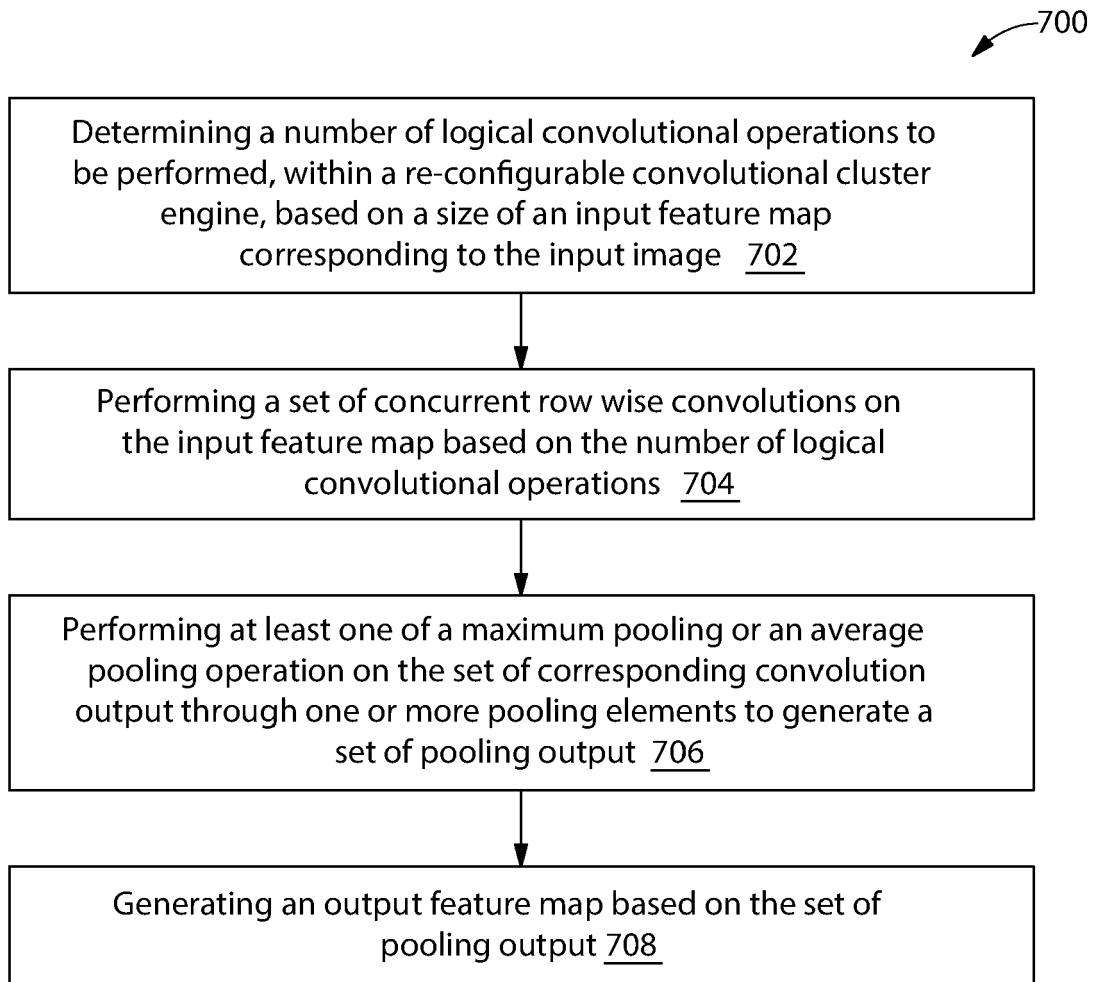 700
Determining a number of logical convolutional operations to
be performed, within a re-configurable convolutional cluster
engine, based on a size of an input feature map
corresponding to the input image 702
Performing a set of concurrent row wise convolutions on
the input feature map based on the number of logical
convolutional operations 704
Performing at least one of a maximum pooling or an average
pooling operation on the set of corresponding convolution
output through one or more pooling elements to generate a
set of pooling output 706
Generating an output feature map based on the set of
pooling output 708